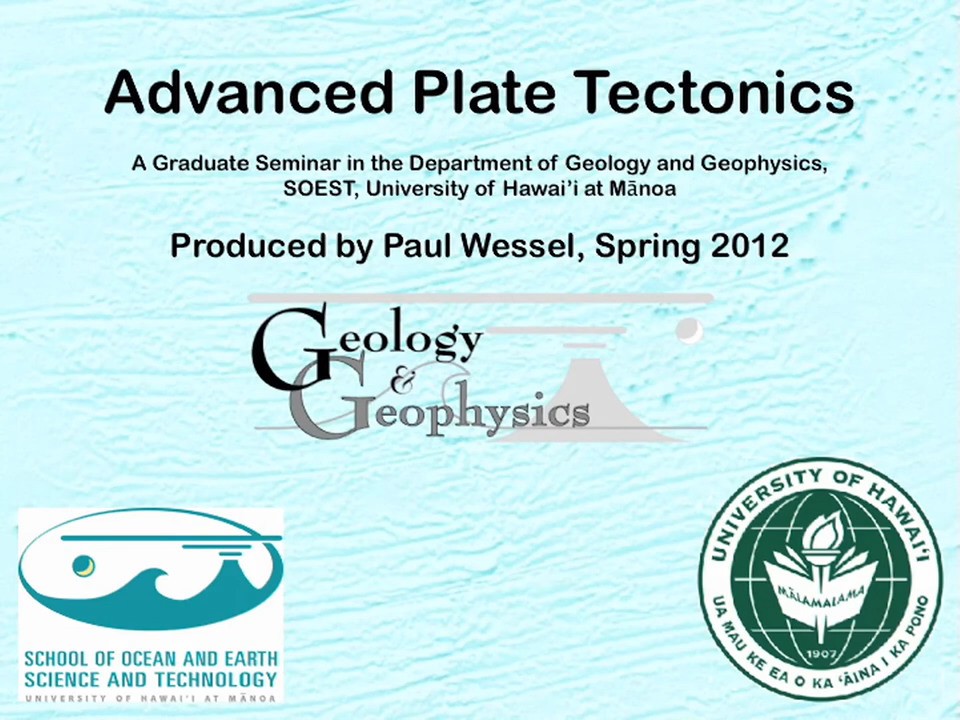 Advanced Plate Tectonics
A Graduate Seminar in the Department of Geology and Geophysics,
SOEST, University of Hawai’i at Mānoa
Produced by Paul Wessel, Spring 2012
Geology
&
Geophysics
SCHOOL OF OCEAN AND EARTH
SCIENCE AND TECHNOLOGY
UNIVERSITY OF HAWAI‘I AT MĀNOA
UNIVERSITY OF HAWAI‘I
MĀLAMALAMA
1907
UA MAU KE EA O KA ‘ĀINA I KA PONO